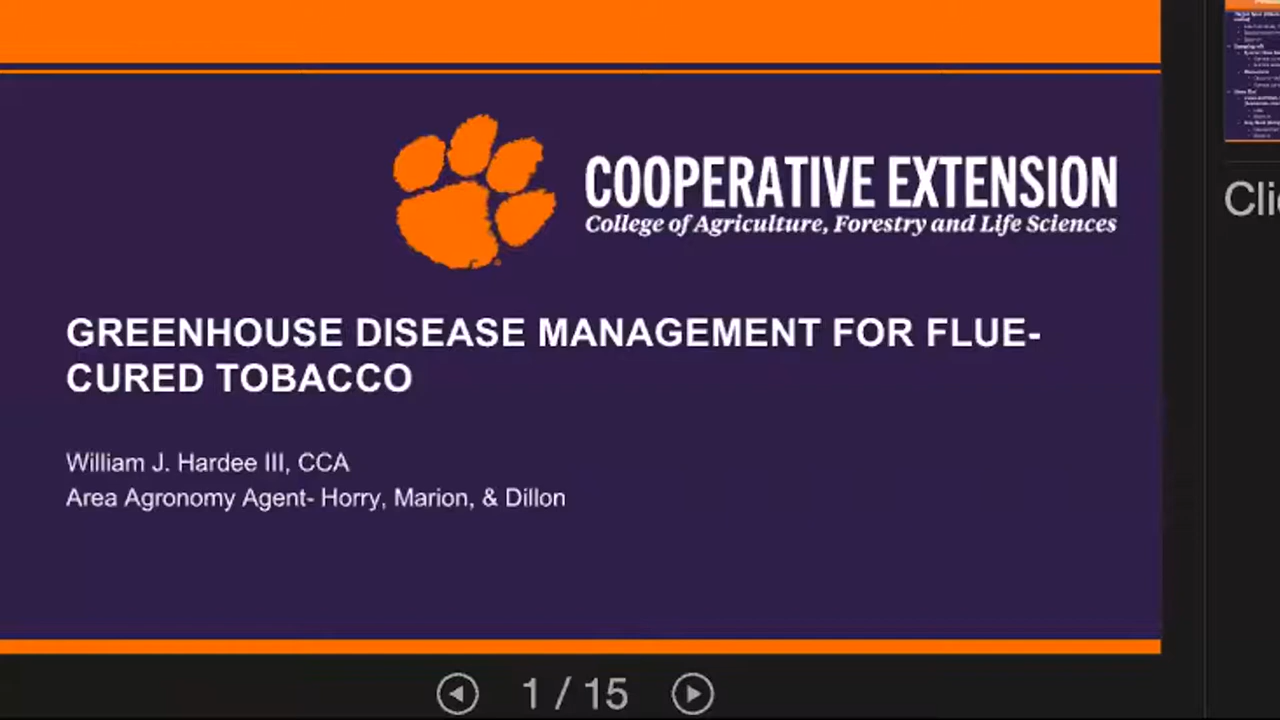 COOPERATIVE EXTENSION
College of Agriculture, Forestry and Life Sciences
GREENHOUSE DISEASE MANAGEMENT FOR FLUE-
CURED TOBACCO
William J. Hardee III, CCA
Area Agronomy Agent- Horry, Marion, & Dillon
1 / 15